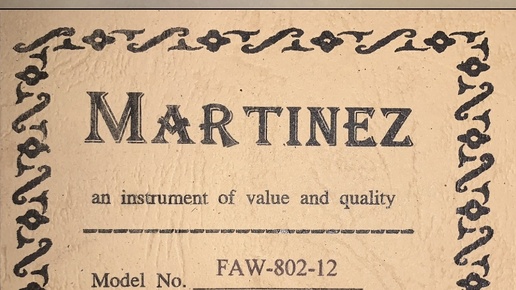 MARTINEZ
an instrument of value and quality
Model No. FAW-802-12